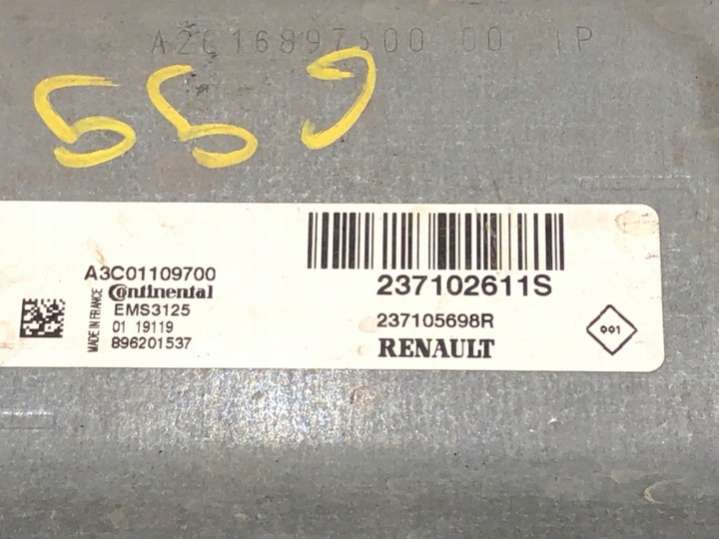 A2C16897500 00 IP
559
A3C01109700
Continental
EMS3125
01 19119
896201537
MADE IN FRANCE
237102611S
237105698R
RENAULT
001